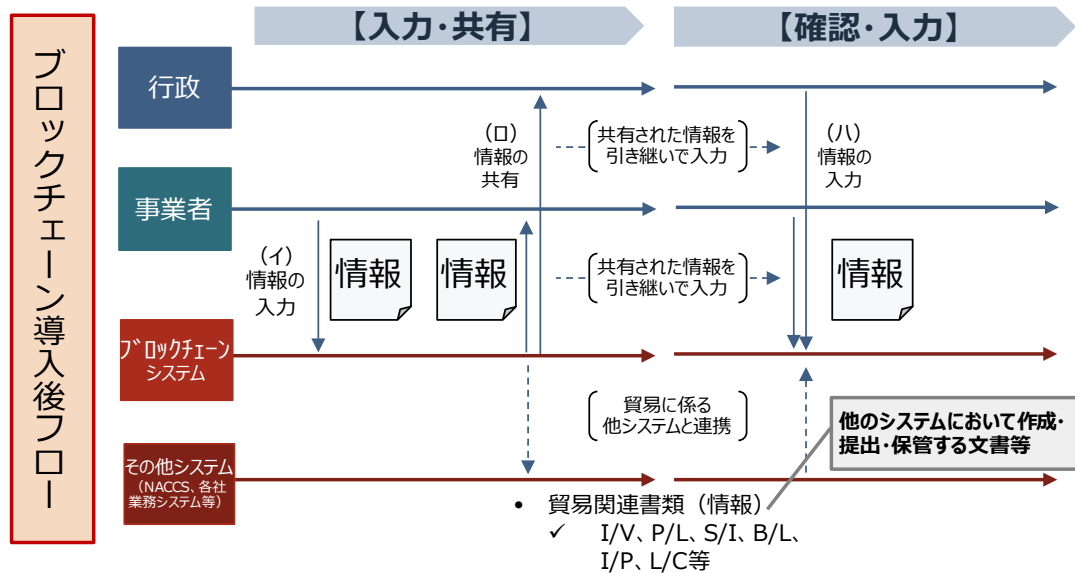 ブロックチェーン導入後フロー
【入力・共有】
【確認・入力】
行政
事業者
ブロックチェーン
システム
その他システム
（NACCS、各社
業務システム等）
（イ）
情報の
入力
情報
情報
（ロ）
情報の
共有
共有された情報を
引き継いで入力
共有された情報を
引き継いで入力
（ハ）
情報の
入力
情報
貿易に係る
他システムと連携
他のシステムにおいて作成・
提出・保管する文書等
• 貿易関連書類（情報）
✓ I/V、P/L、S/I、B/L、
I/P、L/C等